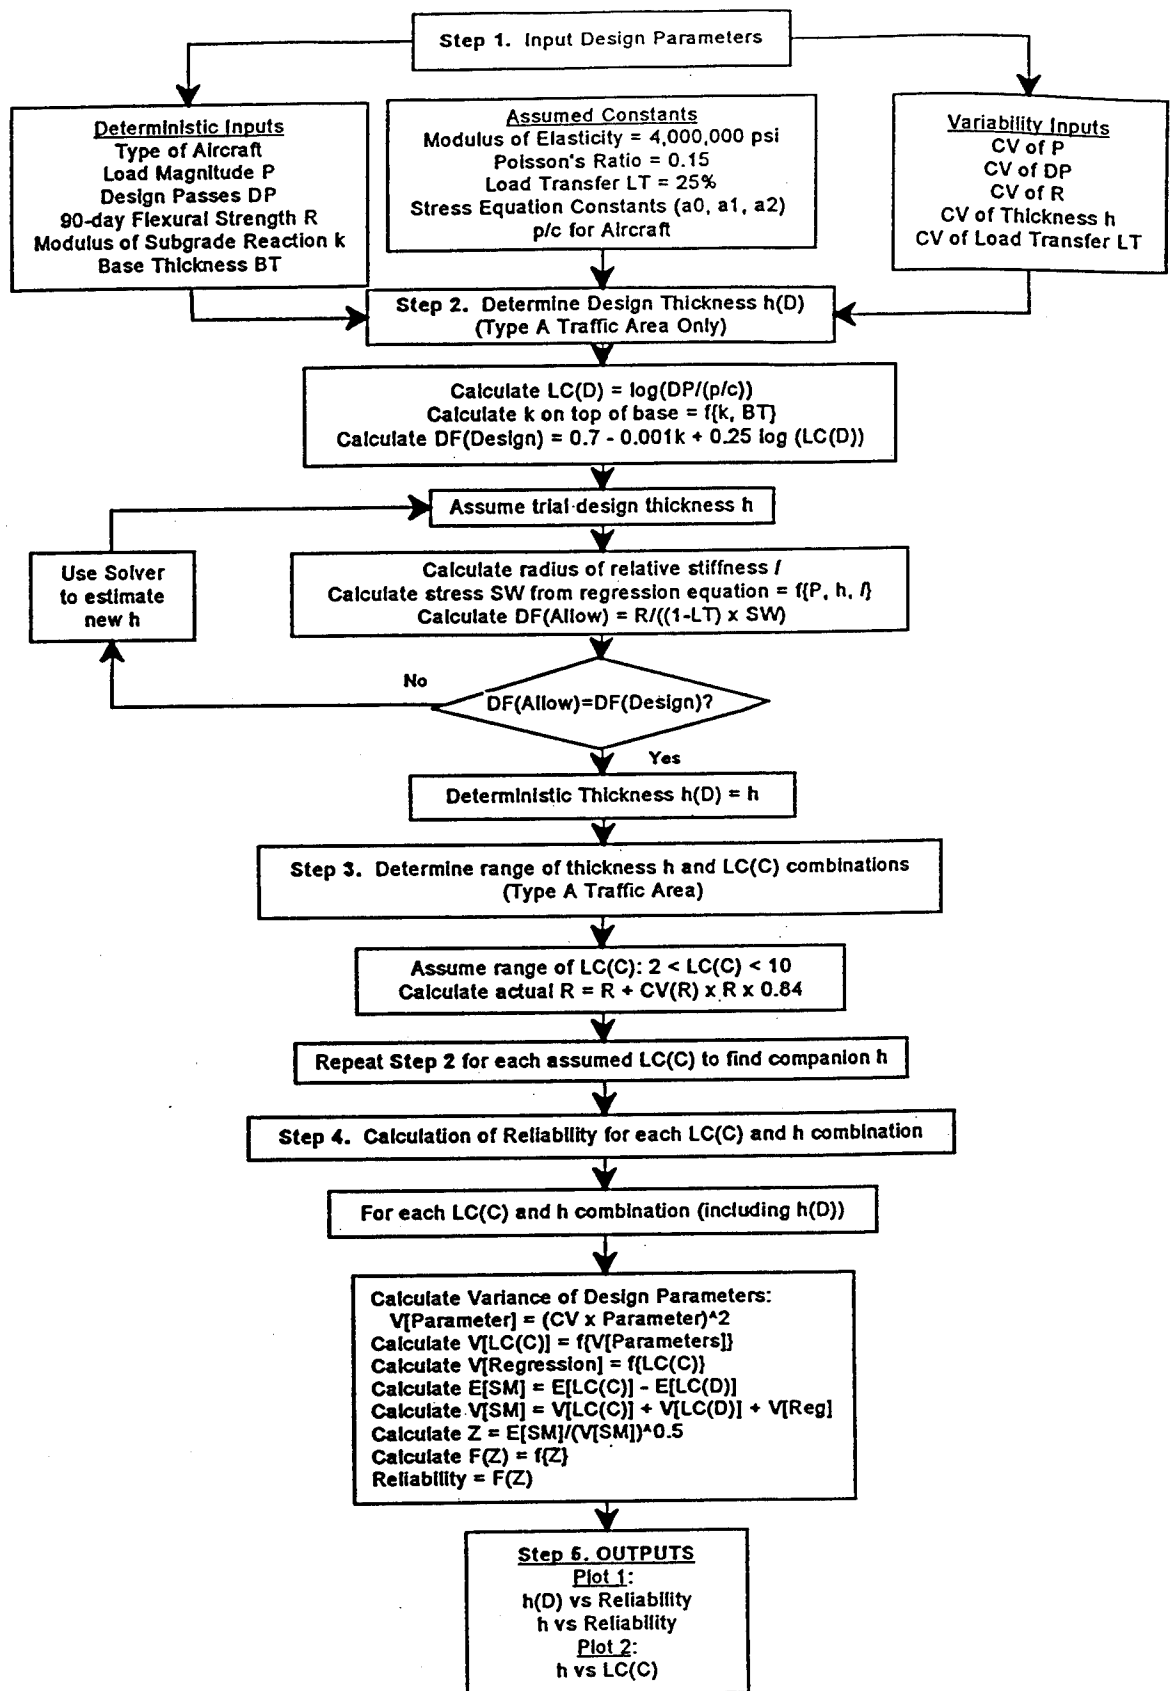 Step 1. Input Design Parameters
Deterministic Inputs
Type of Aircraft
Load Magnitude P
Design Passes DP
90-day Flexural Strength R
Modulus of Subgrade Reaction k
Base Thickness BT
Assumed Constants
Modulus of Elasticity = 4,000,000 psi
Poisson's Ratio = 0.15
Load Transfer LT = 25%
Stress Equation Constants (a0, a1, a2)
p/c for Aircraft
Variability Inputs
CV of P
CV of DP
CV of R
CV of Thickness h
CV of Load Transfer LT
Step 2. Determine Design Thickness h(D)
(Type A Traffic Area Only)
Calculate LC(D) = log(DP/(p/c))
Calculate k on top of base = f{k, BT}
Calculate DF(Design) = 0.7 - 0.001k + 0.25 log (LC(D))
Assume trial design thickness h
Use Solver
to estimate
new h
Calculate radius of relative stiffness l
Calculate stress SW from regression equation = f{P, h, l}
Calculate DF(Allow) = R/((1-LT) x SW)
No
DF(Allow)=DF(Design)?
Yes
Deterministic Thickness h(D) = h
Step 3. Determine range of thickness h and LC(C) combinations
(Type A Traffic Area)
Assume range of LC(C): 2 < LC(C) < 10
Calculate actual R = R + CV(R) x R x 0.84
Repeat Step 2 for each assumed LC(C) to find companion h
Step 4. Calculation of Reliability for each LC(C) and h combination
For each LC(C) and h combination (including h(D))
Calculate Variance of Design Parameters:
V[Parameter] = (CV x Parameter)^2
Calculate V[LC(C)] = f{V[Parameters]}
Calculate V[Regression] = f{LC(C)}
Calculate E[SM] = E[LC(C)] - E[LC(D)]
Calculate V[SM] = V[LC(C)] + V[LC(D)] + V[Reg]
Calculate Z = E[SM]/(V[SM])^0.5
Calculate F(Z) = f{Z}
Reliability = F(Z)
Step 5. OUTPUTS
Plot 1:
h(D) vs Reliability
h vs Reliability
Plot 2:
h vs LC(C)